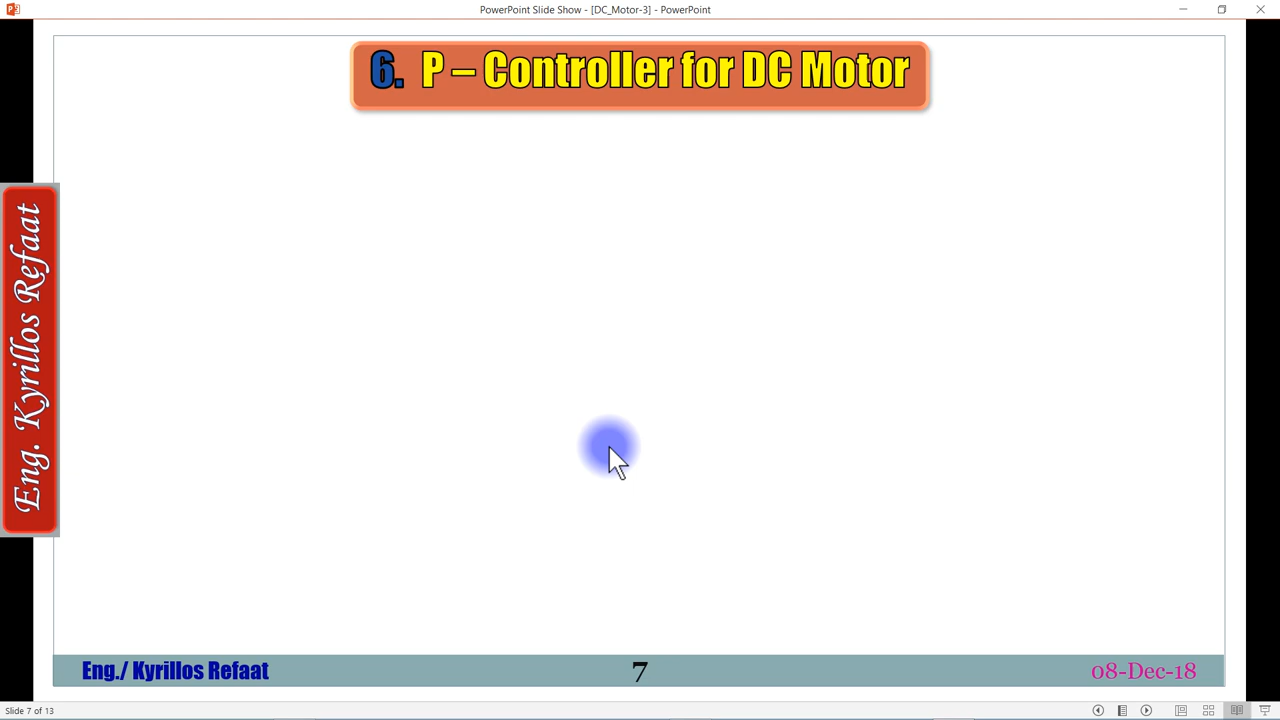 PowerPoint Slide Show - [DC_Motor-3] - PowerPoint
6. P – Controller for DC Motor
Eng. Kyrillos Refaat
Eng./ Kyrillos Refaat
7
08-Dec-18
Slide 7 of 13